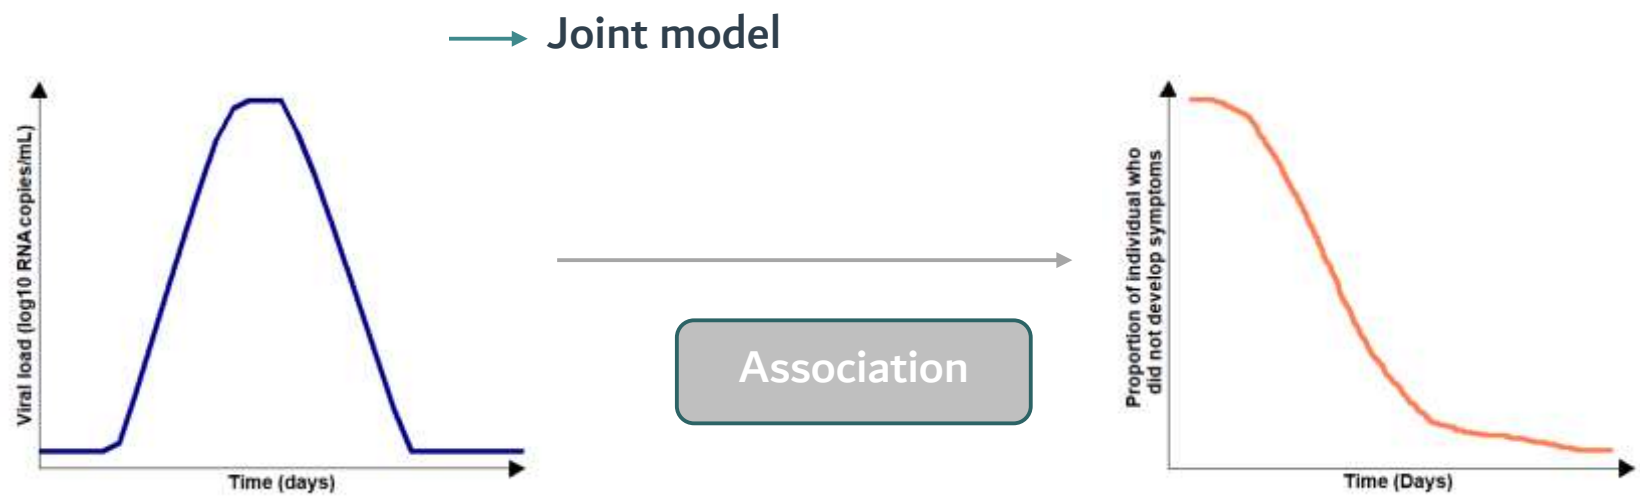 Joint model
Viral load (log10 RNA copies/mL)
Time (days)
Association
Proportion of individual who
did not develop symptoms
Time (Days)